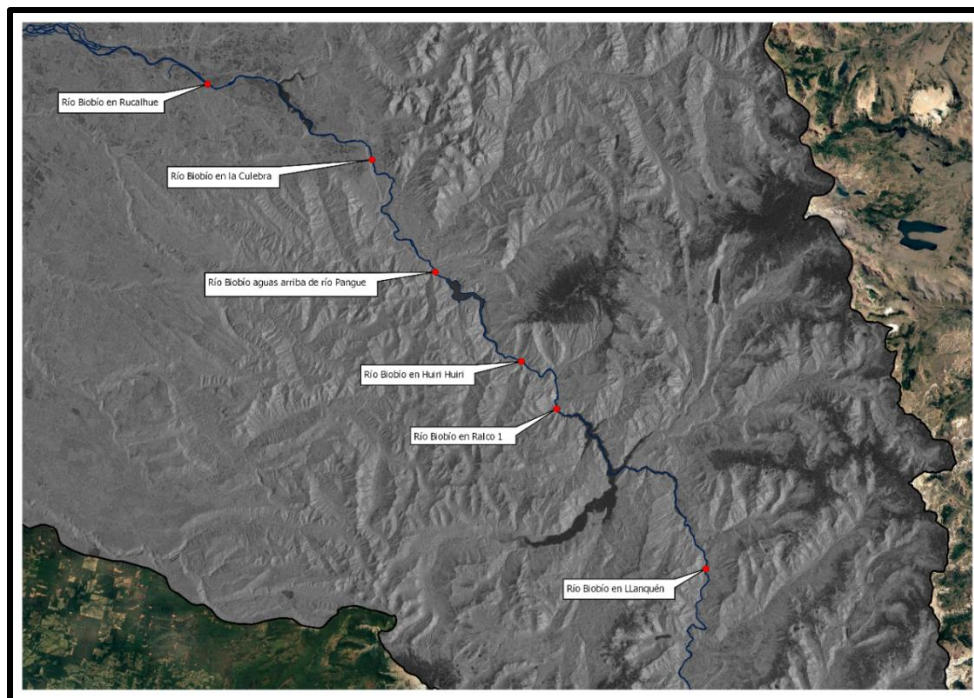 Río Biobío en Rucalhue
Río Biobío en la Culebra
Río Biobío aguas arriba de río Pangue
Río Biobío en Huiri Huiri
Río Biobío en Ralco 1
Río Biobío en LLanquén